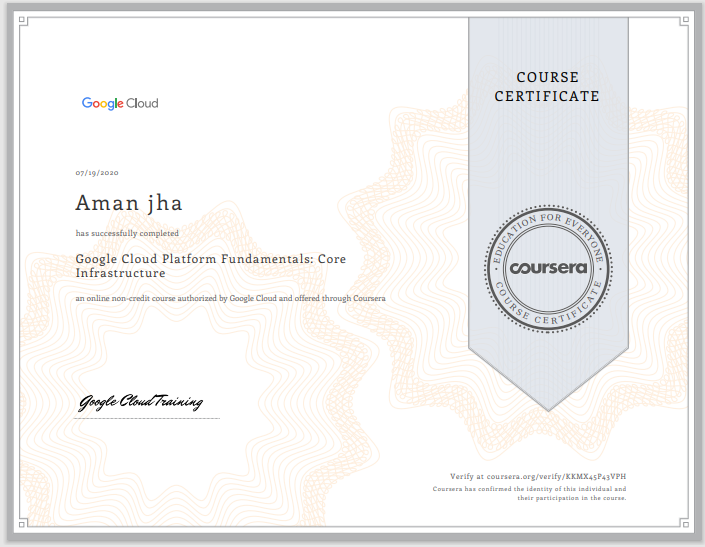 COURSE
CERTIFICATE
Google Cloud
07/19/2020
Aman jha
has successfully completed
Google Cloud Platform Fundamentals: Core
Infrastructure
an online non-credit course authorized by Google Cloud and offered through Coursera
EDUCATION FOR EVERYONE
coursera
COURSE CERTIFICATE
Google Cloud Training
Verify at coursera.org/verify/KKMX45P43VPH
Coursera has confirmed the identity of this individual and
their participation in the course.